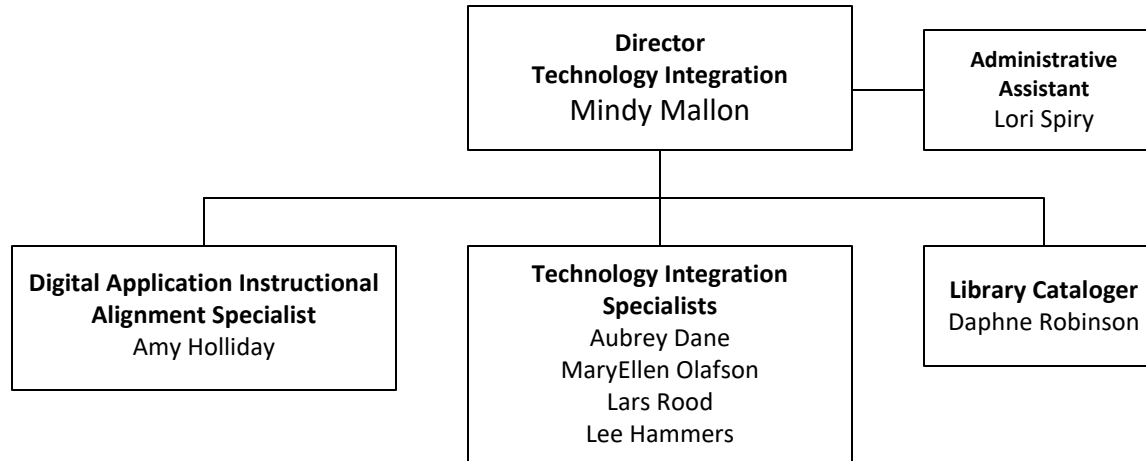 Director
Technology Integration
Mindy Mallon
Administrative
Assistant
Lori Spiry
Digital Application Instructional
Alignment Specialist
Amy Holliday
Technology Integration
Specialists
Aubrey Dane
MaryEllen Olafson
Lars Rood
Lee Hammers
Library Cataloger
Daphne Robinson